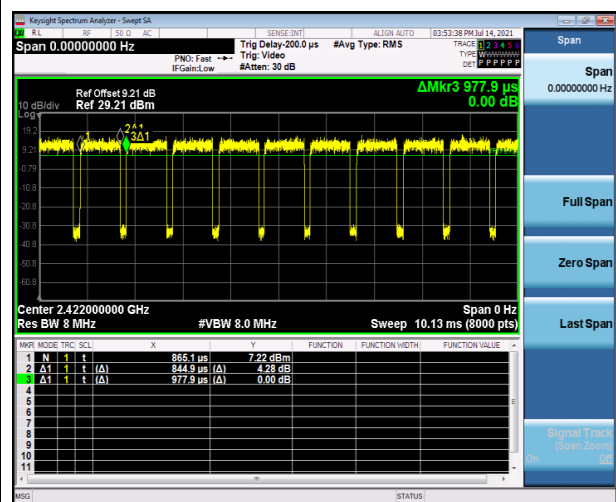 Keysight Spectrum Analyzer - Swept SA
RL RF 50 Ω AC SENSE:INT ALIGN AUTO 03:53:38 PM Jul 14, 2021
Span 0.00000000 Hz
PNO: Fast
IFGain:Low
Trig Delay-200.0 µs
Trig: Video
#Atten: 30 dB
#Avg Type: RMS
TRACE 1 2 3 4 5 6
TYPE W
DET P P P P P P
Ref Offset 9.21 dB
10 dB/div Ref 29.21 dBm
ΔMkr3 977.9 µs
0.00 dB
Log
19.2
9.21
-0.79
-10.8
-20.8
-30.8
-40.8
-50.8
-60.8
1
2Δ1
3Δ1
Center 2.422000000 GHz Span 0 Hz
Res BW 8 MHz #VBW 8.0 MHz Sweep 10.13 ms (8000 pts)
MKR MODE TRC SCL X Y FUNCTION FUNCTION WIDTH FUNCTION VALUE
1 N 1 t 865.1 µs 7.22 dBm
2 Δ1 1 t (Δ) 844.9 µs (Δ) 4.28 dB
3 Δ1 1 t (Δ) 977.9 µs (Δ) 0.00 dB
4
5
6
7
8
9
10
11
MSG STATUS
Span
Span
0.00000000 Hz
Full Span
Zero Span
Last Span
Signal Track
(Span Zoom)
On Off